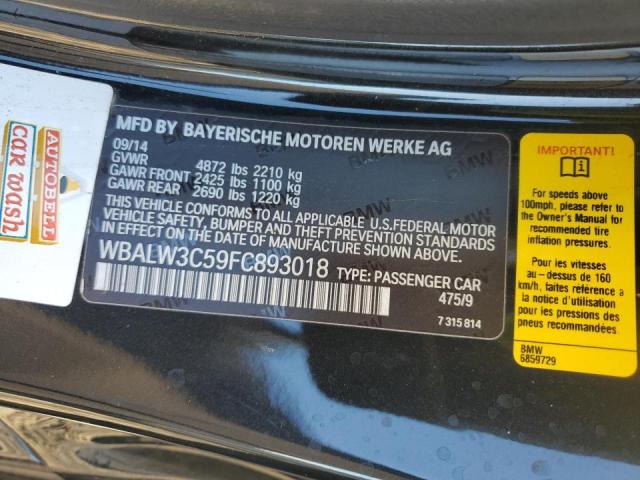 MFD BY BAYERISCHE MOTOREN WERKE AG
09/14
GVWR 4872 lbs 2210 kg
GAWR FRONT 2425 lbs 1100 kg
GAWR REAR 2690 lbs 1220 kg
THIS VEHICLE CONFORMS TO ALL APPLICABLE U.S.FEDERAL MOTOR
VEHICLE SAFETY BUMPER AND THEFT PREVENTION STANDARDS
IN EFFECT ON THE DATE OF MANUFACTURE SHOWN ABOVE.
WBALW3C59FC893018 TYPE: PASSENGER CAR
475/9
7 315 814
AUTOBELL
car wash
IMPORTANT!
For speeds above
100mph, please refer to
the Owner's Manual for
recommended tire
inflation pressures.
Pour les vitesses
au-dessus de 160
km/h, faites référence à
la notice d'utilisation
pour les pressions des
pneus recommandées.
BMW
6859729